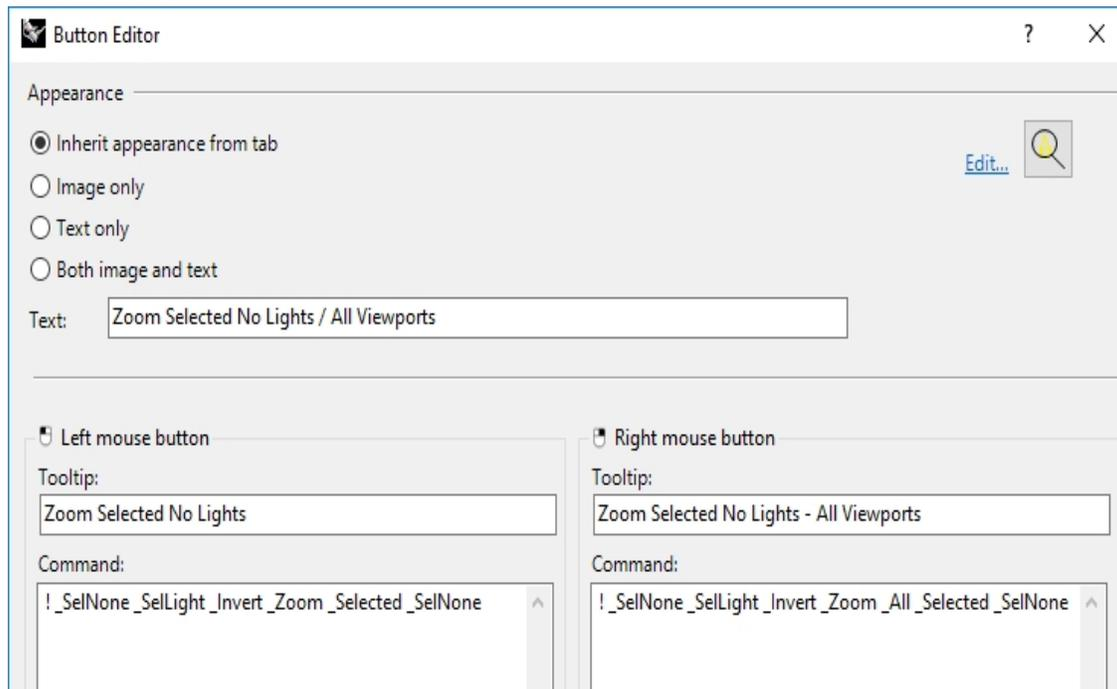 Button Editor
? X
Appearance
Inherit appearance from tab
Edit...
Image only
Text only
Both image and text
Text: Zoom Selected No Lights / All Viewports
Left mouse button
Tooltip:
Zoom Selected No Lights
Command:
! _SelNone _SelLight _Invert _Zoom _Selected _SelNone
Right mouse button
Tooltip:
Zoom Selected No Lights - All Viewports
Command:
! _SelNone _SelLight _Invert _Zoom _All _Selected _SelNone